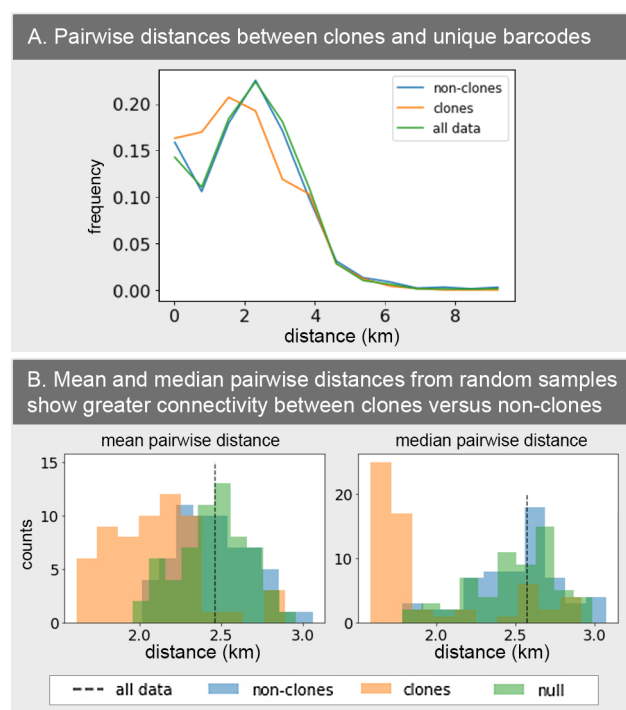 A. Pairwise distances between clones and unique barcodes
non-clones
clones
all data
frequency
0.20
0.15
0.10
0.05
0.00
0 2 4 6 8
distance (km)
B. Mean and median pairwise distances from random samples
show greater connectivity between clones versus non-clones
mean pairwise distance
median pairwise distance
counts
15
10
5
0
2.0 2.5 3.0
distance (km)
20
10
0
2.0 2.5 3.0
distance (km)
all data non-clones clones null